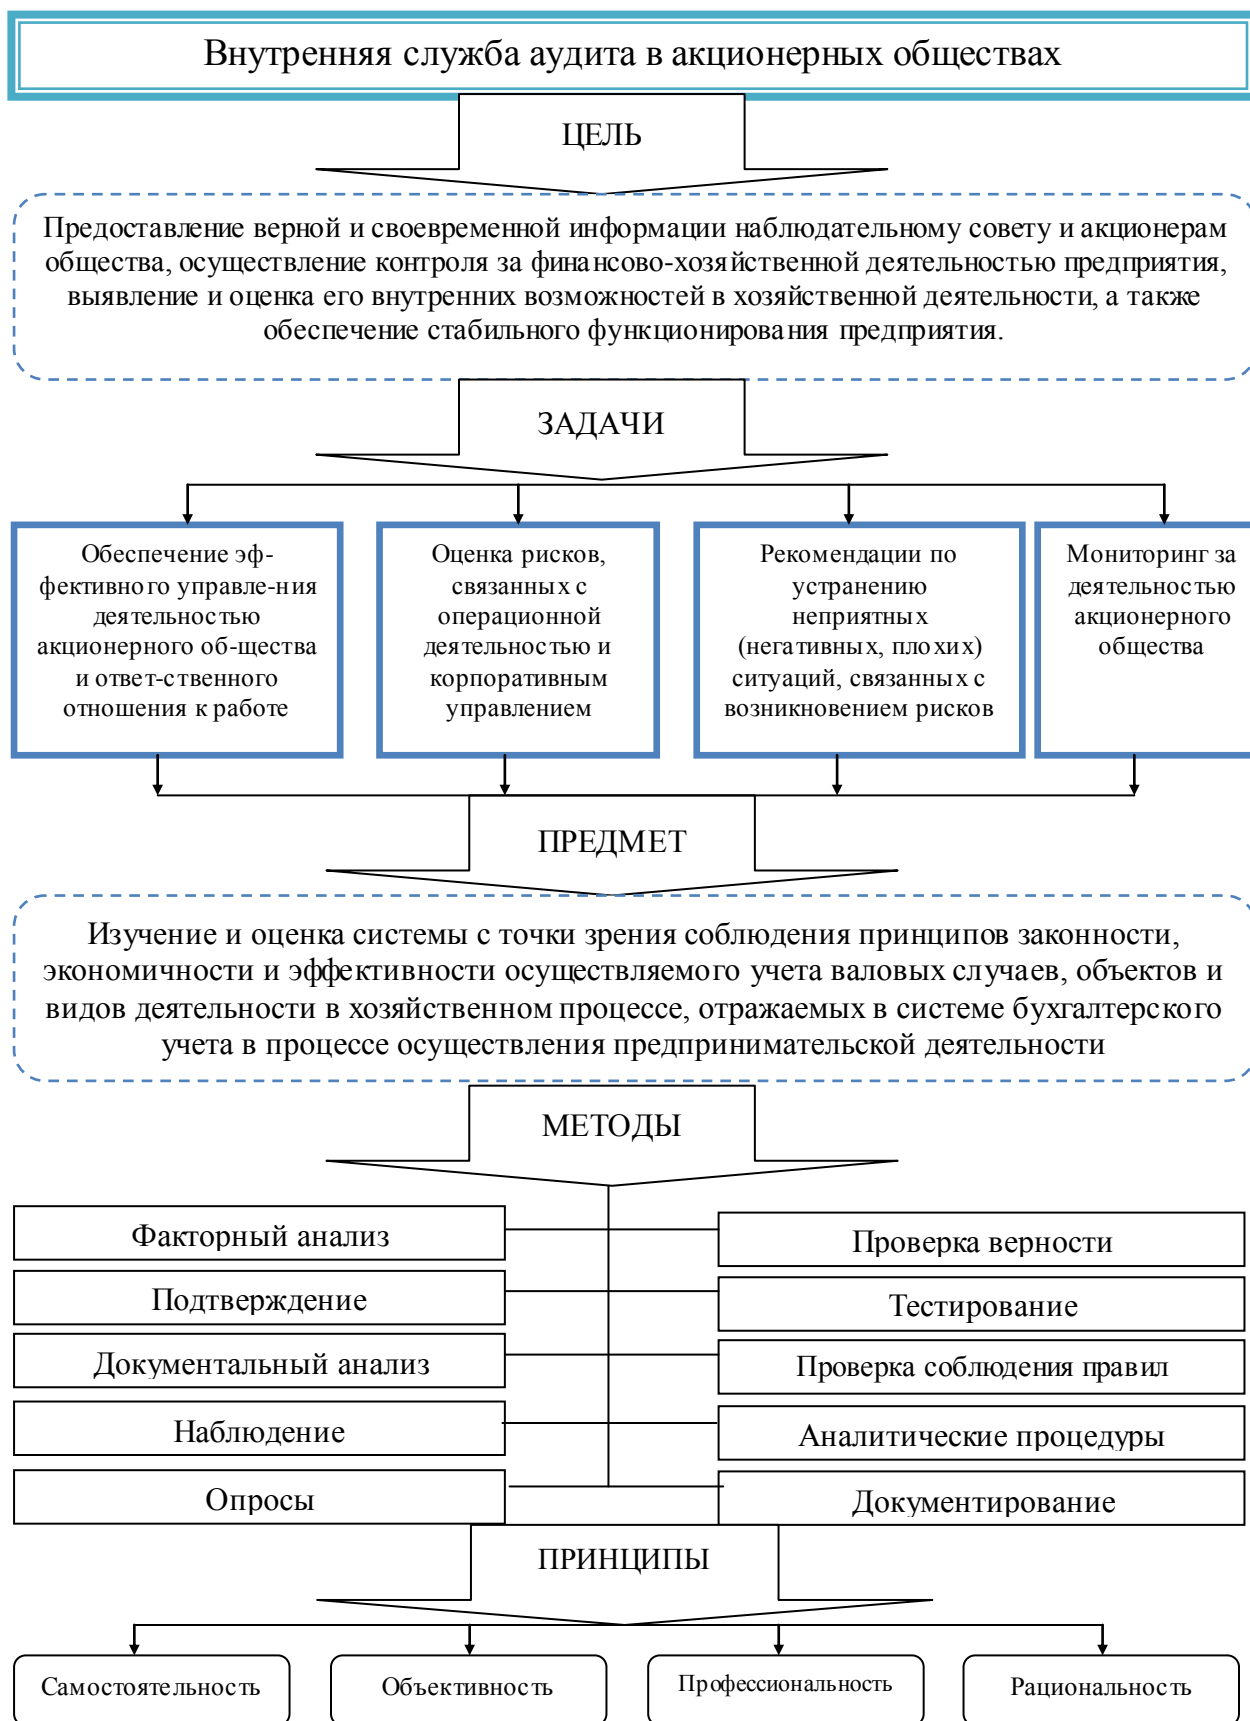 Внутренняя служба аудита в акционерных обществах
ЦЕЛЬ
Предоставление верной и своевременной информации наблюдательному совету и акционерам
общества, осуществление контроля за финансово-хозяйственной деятельностью предприятия,
выявление и оценка его внутренних возможностей в хозяйственной деятельности, а также
обеспечение стабильного функционирования предприятия.
ЗАДАЧИ
Обеспечение эф-
фективного управле-ния
деятельностью
акционерного об-щества
и ответ-ственного
отношения к работе
Оценка рисков,
связанных с
операционной
деятельностью и
корпоративным
управлением
Рекомендации по
устранению
неприятных
(негативных, плохих)
ситуаций, связанных с
возникновением рисков
Мониторинг за
деятельностью
акционерного
общества
ПРЕДМЕТ
Изучение и оценка системы с точки зрения соблюдения принципов законности,
экономичности и эффективности осуществляемого учета валовых случаев, объектов и
видов деятельности в хозяйственном процессе, отражаемых в системе бухгалтерского
учета в процессе осуществления предпринимательской деятельности
МЕТОДЫ
Факторный анализ
Подтверждение
Документальный анализ
Наблюдение
Опросы
Проверка верности
Тестирование
Проверка соблюдения правил
Аналитические процедуры
Документирование
ПРИНЦИПЫ
Самостоятельность
Объективность
Профессиональность
Рациональность